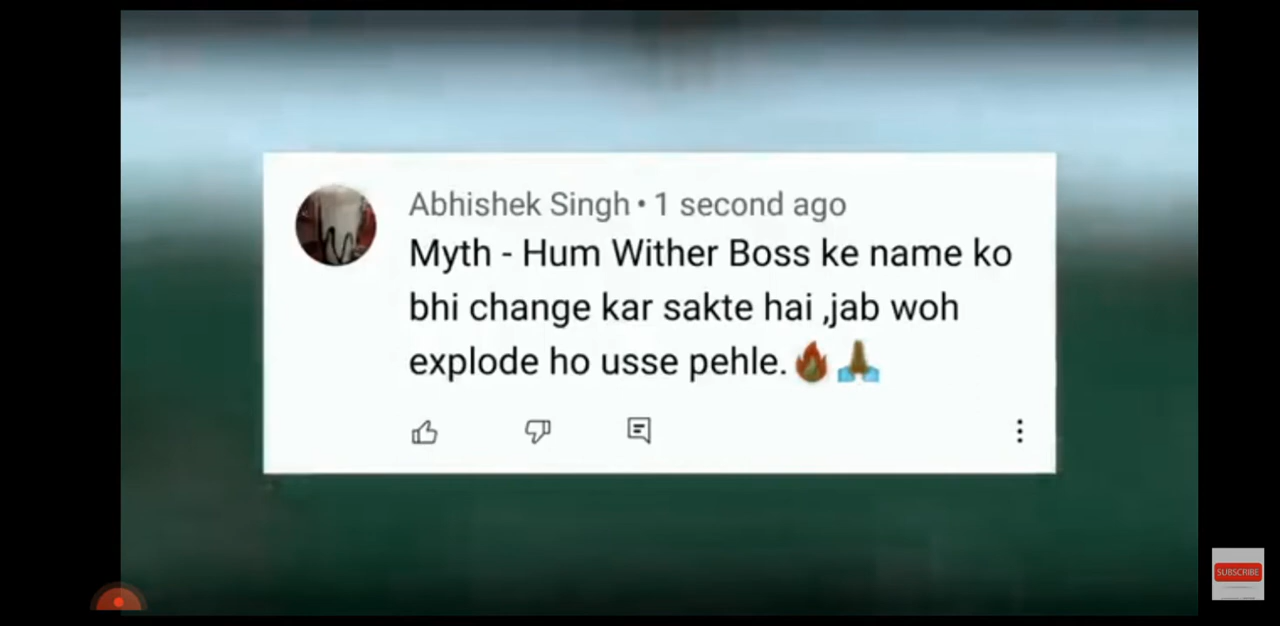 Abhishek Singh • 1 second ago
Myth - Hum Wither Boss ke name ko
bhi change kar sakte hai ,jab woh
explode ho usse pehle.🔥🙏
SUBSCRIBE